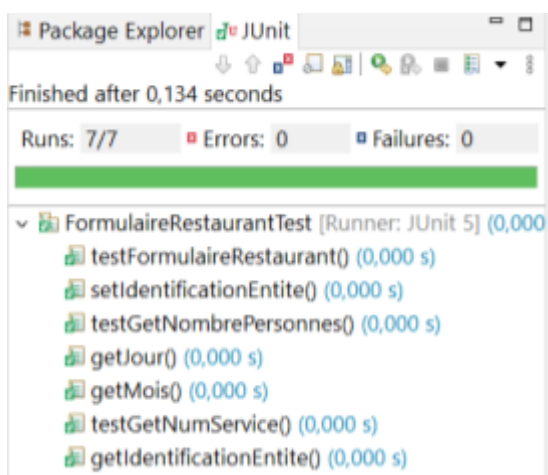 Package Explorer JUnit
Finished after 0,134 seconds
Runs: 7/7 Errors: 0 Failures: 0
FormulaireRestaurantTest [Runner: JUnit 5] (0,000
testFormulaireRestaurant() (0,000 s)
setIdentificationEntite() (0,000 s)
testGetNombrePersonnes() (0,000 s)
getJour() (0,000 s)
getMois() (0,000 s)
testGetNumService() (0,000 s)
getIdentificationEntite() (0,000 s)